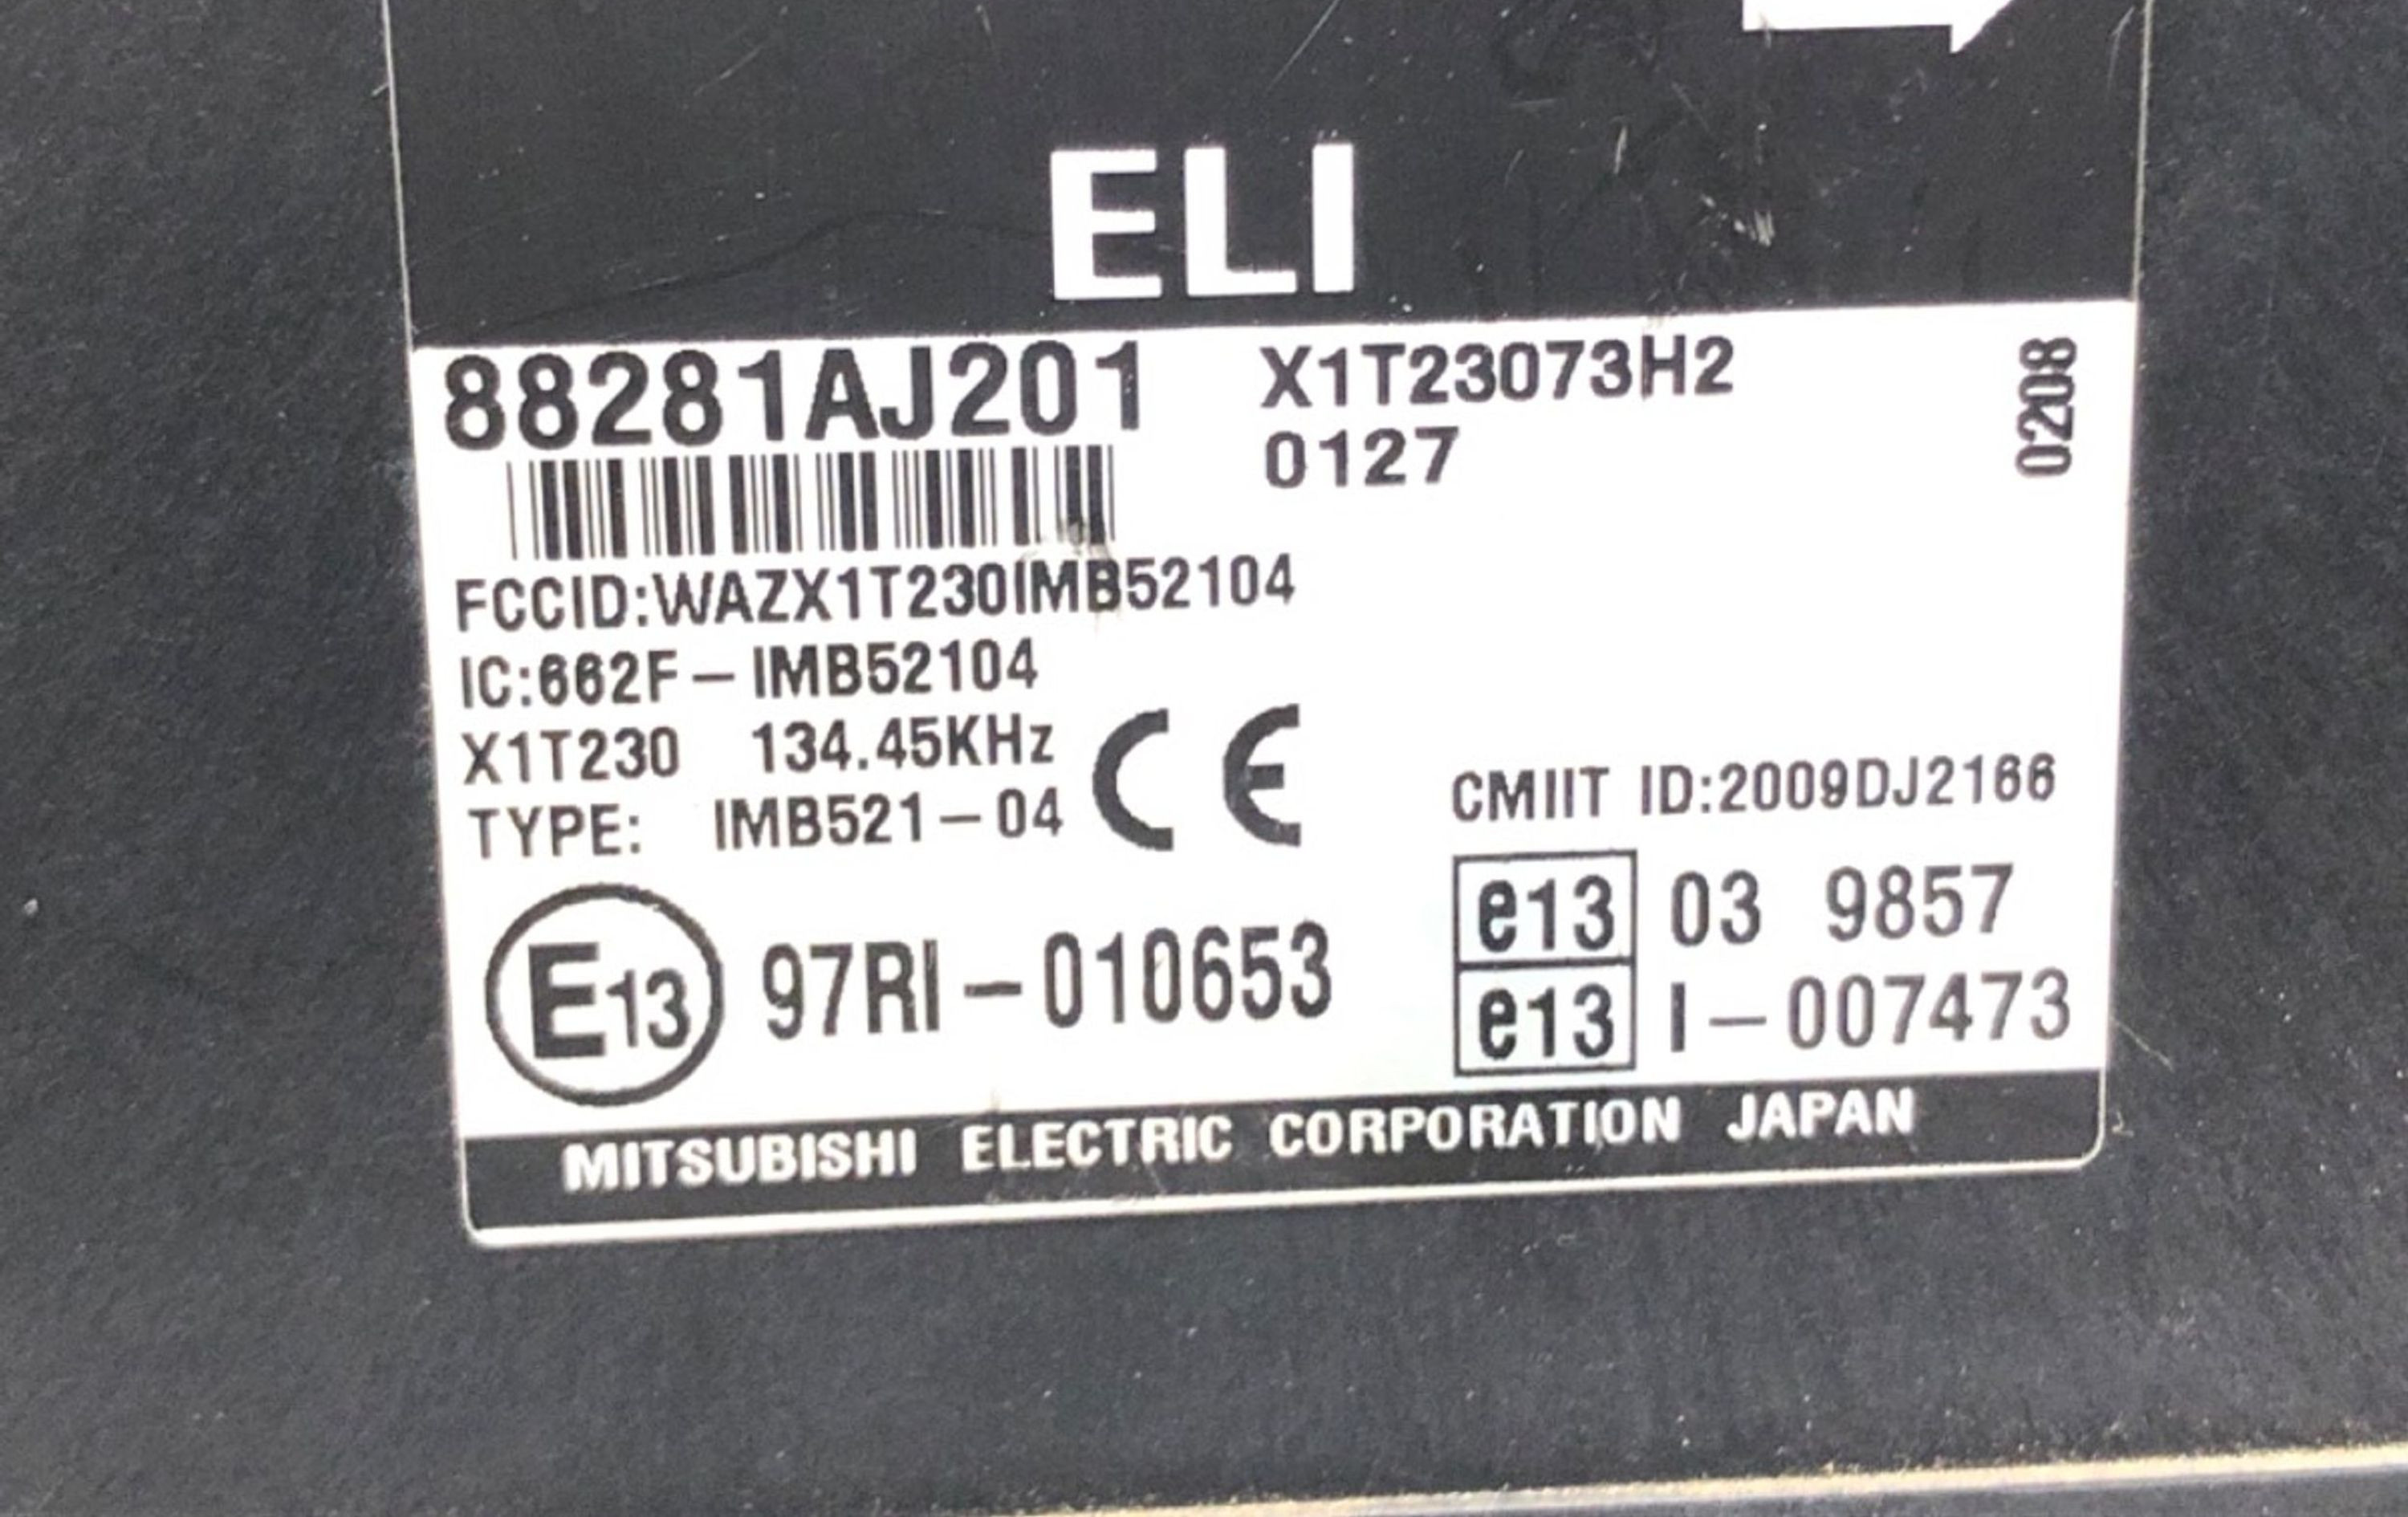 ELI
88281AJ201 X1T23073H2
0127
0208
FCCID:WAZX1T230IMB52104
IC:662F-IMB52104
X1T230 134.45KHz
TYPE: IMB521-04
CE
CMIIT ID:2009DJ2166
E13 97RI-010653
e13 03 9857
e13 I-007473
MITSUBISHI ELECTRIC CORPORATION JAPAN